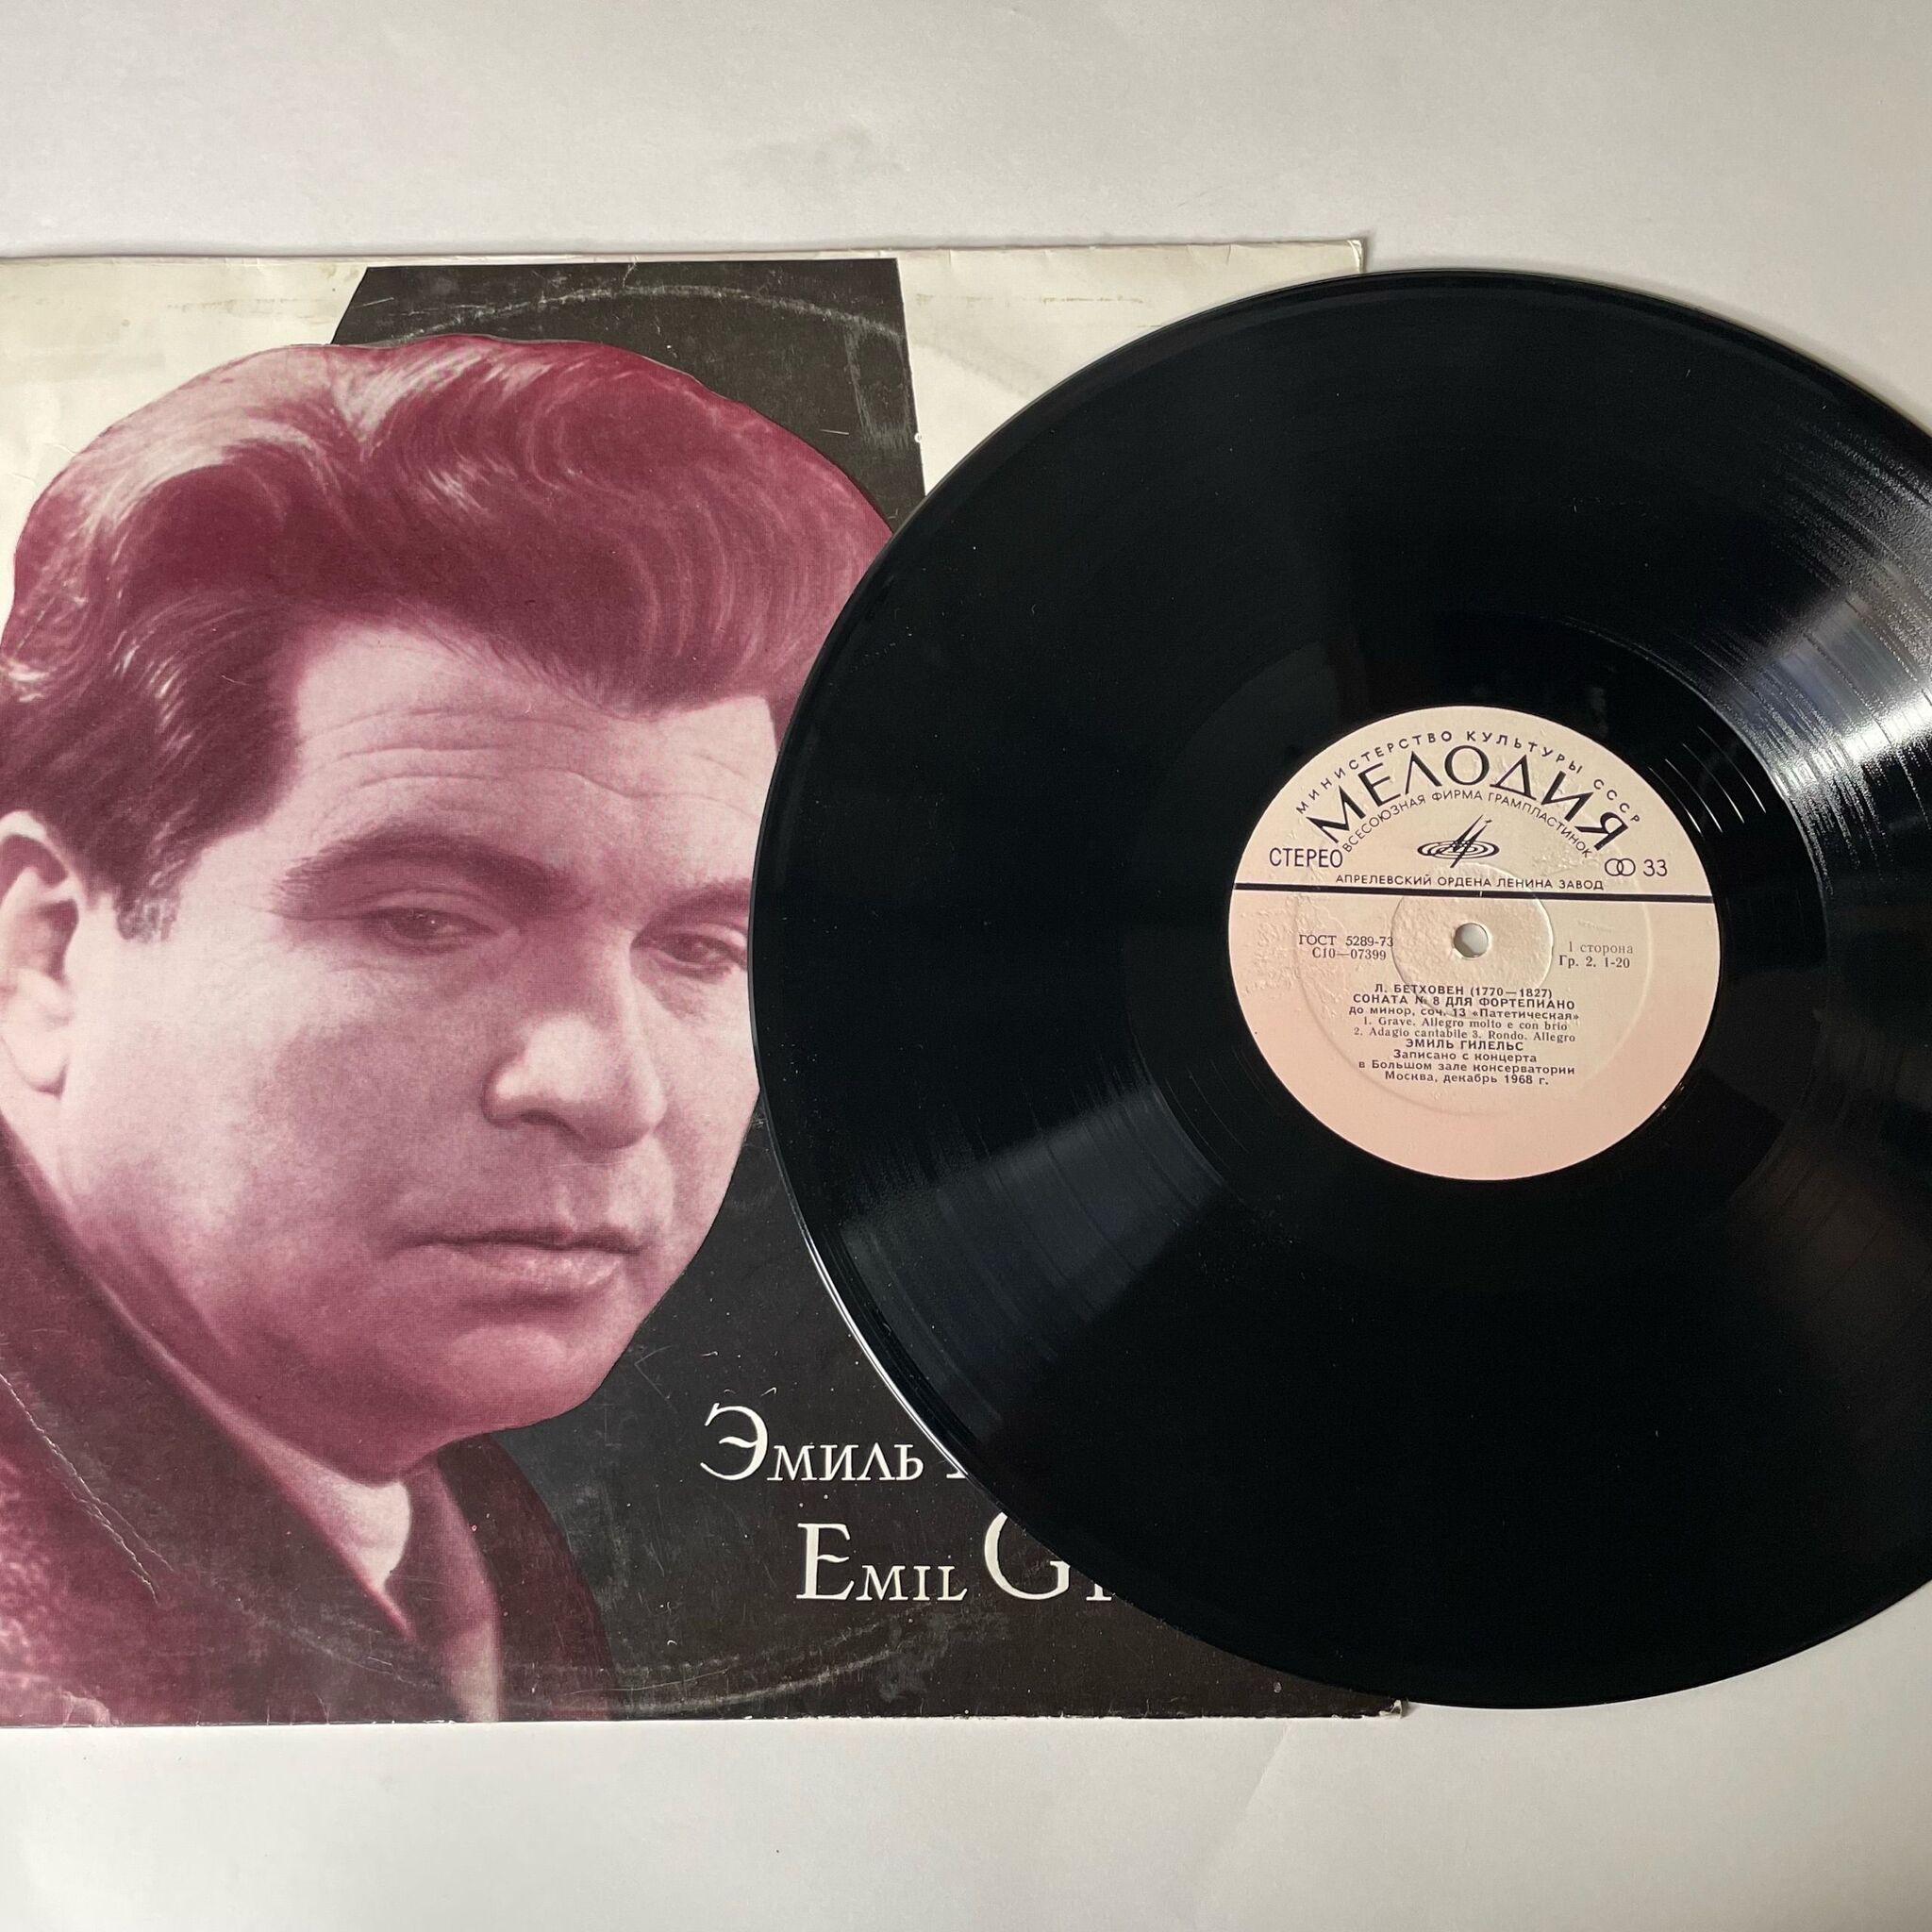 Эмиль
Emil G
МИНИСТЕРСТВО КУЛЬТУРЫ СССР
МЕЛОДИЯ
ВСЕСОЮЗНАЯ ФИРМА ГРАМПЛАСТИНОК
СТЕРЕО
33
АПРЕЛЕВСКИЙ ОРДЕНА ЛЕНИНА ЗАВОД
ГОСТ 5289-73
С10—07399
1 сторона
Гр. 2. 1-20
Л. БЕТХОВЕН (1770—1827)
СОНАТА № 8 ДЛЯ ФОРТЕПИАНО
до минор, соч. 13 «Патетическая»
1. Grave. Allegro molto e con brio
2. Adagio cantabile 3. Rondo. Allegro
ЭМИЛЬ ГИЛЕЛЬС
Записано с концерта
в Большом зале консерватории
Москва, декабрь 1968 г.